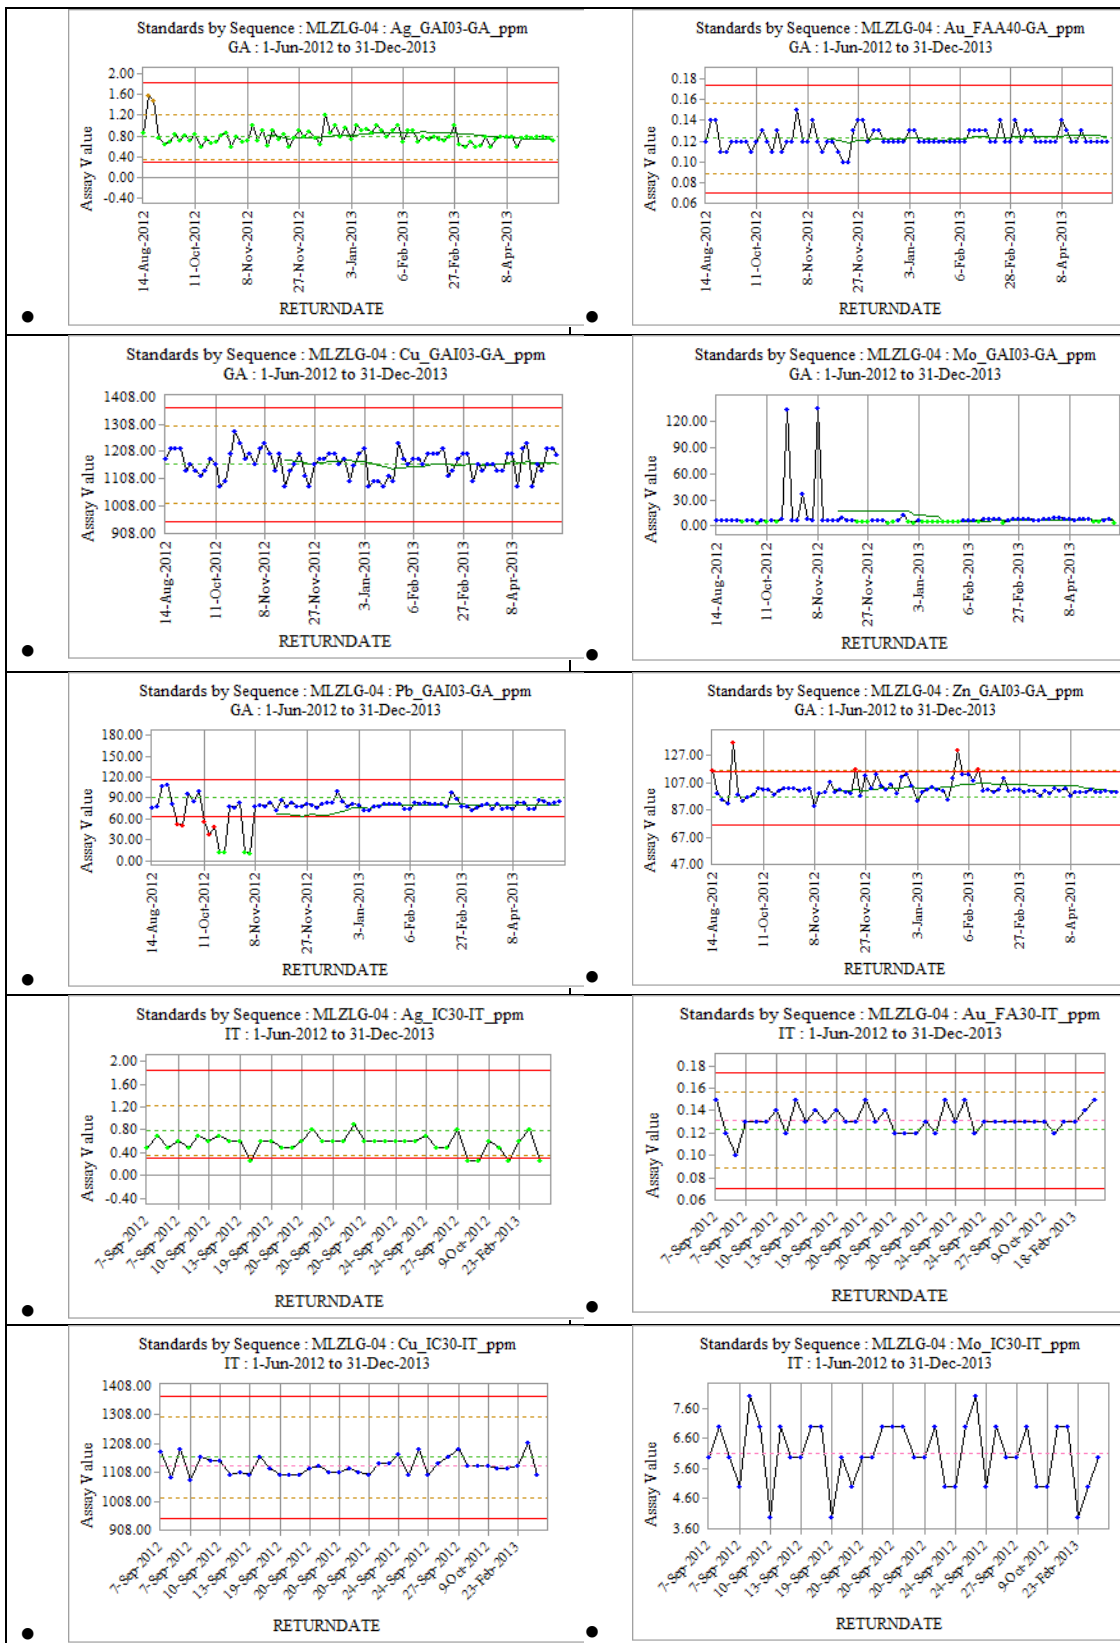 Standards by Sequence : MLZLG-04 : Ag_GAI03-GA_ppm
GA : 1-Jun-2012 to 31-Dec-2013
2.00
1.60
1.20
0.80
0.40
0.00
-0.40
Assay Value
14-Aug-2012
11-Oct-2012
8-Nov-2012
27-Nov-2012
3-Jan-2013
6-Feb-2013
27-Feb-2013
8-Apr-2013
RETURNDATE
Standards by Sequence : MLZLG-04 : Au_FAA40-GA_ppm
GA : 1-Jun-2012 to 31-Dec-2013
0.18
0.16
0.14
0.12
0.10
0.08
0.06
Assay Value
14-Aug-2012
11-Oct-2012
8-Nov-2012
27-Nov-2012
3-Jan-2013
6-Feb-2013
28-Feb-2013
8-Apr-2013
RETURNDATE
Standards by Sequence : MLZLG-04 : Cu_GAI03-GA_ppm
GA : 1-Jun-2012 to 31-Dec-2013
1408.00
1308.00
1208.00
1108.00
1008.00
908.00
Assay Value
14-Aug-2012
11-Oct-2012
8-Nov-2012
27-Nov-2012
3-Jan-2013
6-Feb-2013
27-Feb-2013
8-Apr-2013
RETURNDATE
Standards by Sequence : MLZLG-04 : Mo_GAI03-GA_ppm
GA : 1-Jun-2012 to 31-Dec-2013
120.00
90.00
60.00
30.00
0.00
Assay Value
14-Aug-2012
11-Oct-2012
8-Nov-2012
27-Nov-2012
3-Jan-2013
6-Feb-2013
27-Feb-2013
8-Apr-2013
RETURNDATE
Standards by Sequence : MLZLG-04 : Pb_GAI03-GA_ppm
GA : 1-Jun-2012 to 31-Dec-2013
180.00
150.00
120.00
90.00
60.00
30.00
0.00
Assay Value
14-Aug-2012
11-Oct-2012
8-Nov-2012
27-Nov-2012
3-Jan-2013
6-Feb-2013
27-Feb-2013
8-Apr-2013
RETURNDATE
Standards by Sequence : MLZLG-04 : Zn_GAI03-GA_ppm
GA : 1-Jun-2012 to 31-Dec-2013
127.00
107.00
87.00
67.00
47.00
Assay Value
14-Aug-2012
11-Oct-2012
8-Nov-2012
27-Nov-2012
3-Jan-2013
6-Feb-2013
27-Feb-2013
8-Apr-2013
RETURNDATE
Standards by Sequence : MLZLG-04 : Ag_IC30-IT_ppm
IT : 1-Jun-2012 to 31-Dec-2013
2.00
1.60
1.20
0.80
0.40
0.00
-0.40
Assay Value
7-Sep-2012
7-Sep-2012
10-Sep-2012
13-Sep-2012
19-Sep-2012
20-Sep-2012
20-Sep-2012
24-Sep-2012
24-Sep-2012
27-Sep-2012
9-Oct-2012
23-Feb-2013
RETURNDATE
Standards by Sequence : MLZLG-04 : Au_FA30-IT_ppm
IT : 1-Jun-2012 to 31-Dec-2013
0.18
0.16
0.14
0.12
0.10
0.08
0.06
Assay Value
7-Sep-2012
7-Sep-2012
10-Sep-2012
13-Sep-2012
19-Sep-2012
20-Sep-2012
20-Sep-2012
24-Sep-2012
24-Sep-2012
27-Sep-2012
9-Oct-2012
18-Feb-2013
RETURNDATE
Standards by Sequence : MLZLG-04 : Cu_IC30-IT_ppm
IT : 1-Jun-2012 to 31-Dec-2013
1408.00
1308.00
1208.00
1108.00
1008.00
908.00
Assay Value
7-Sep-2012
7-Sep-2012
10-Sep-2012
13-Sep-2012
19-Sep-2012
20-Sep-2012
20-Sep-2012
24-Sep-2012
24-Sep-2012
27-Sep-2012
9-Oct-2012
23-Feb-2013
RETURNDATE
Standards by Sequence : MLZLG-04 : Mo_IC30-IT_ppm
IT : 1-Jun-2012 to 31-Dec-2013
7.60
6.60
5.60
4.60
3.60
Assay Value
7-Sep-2012
7-Sep-2012
10-Sep-2012
13-Sep-2012
19-Sep-2012
20-Sep-2012
20-Sep-2012
24-Sep-2012
24-Sep-2012
27-Sep-2012
9-Oct-2012
23-Feb-2013
RETURNDATE